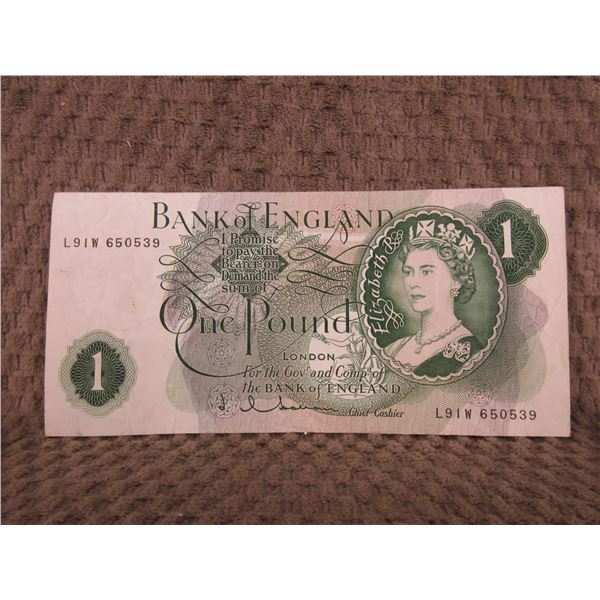 BANK of ENGLAND
L91W 650539
I Promise
to pay the
Bearer on
Demand the
sum of
One Pound
LONDON
For the Gov.r and Comp.a of
the BANK of ENGLAND
Chief Cashier
Elizabeth R
1
1
L91W 650539